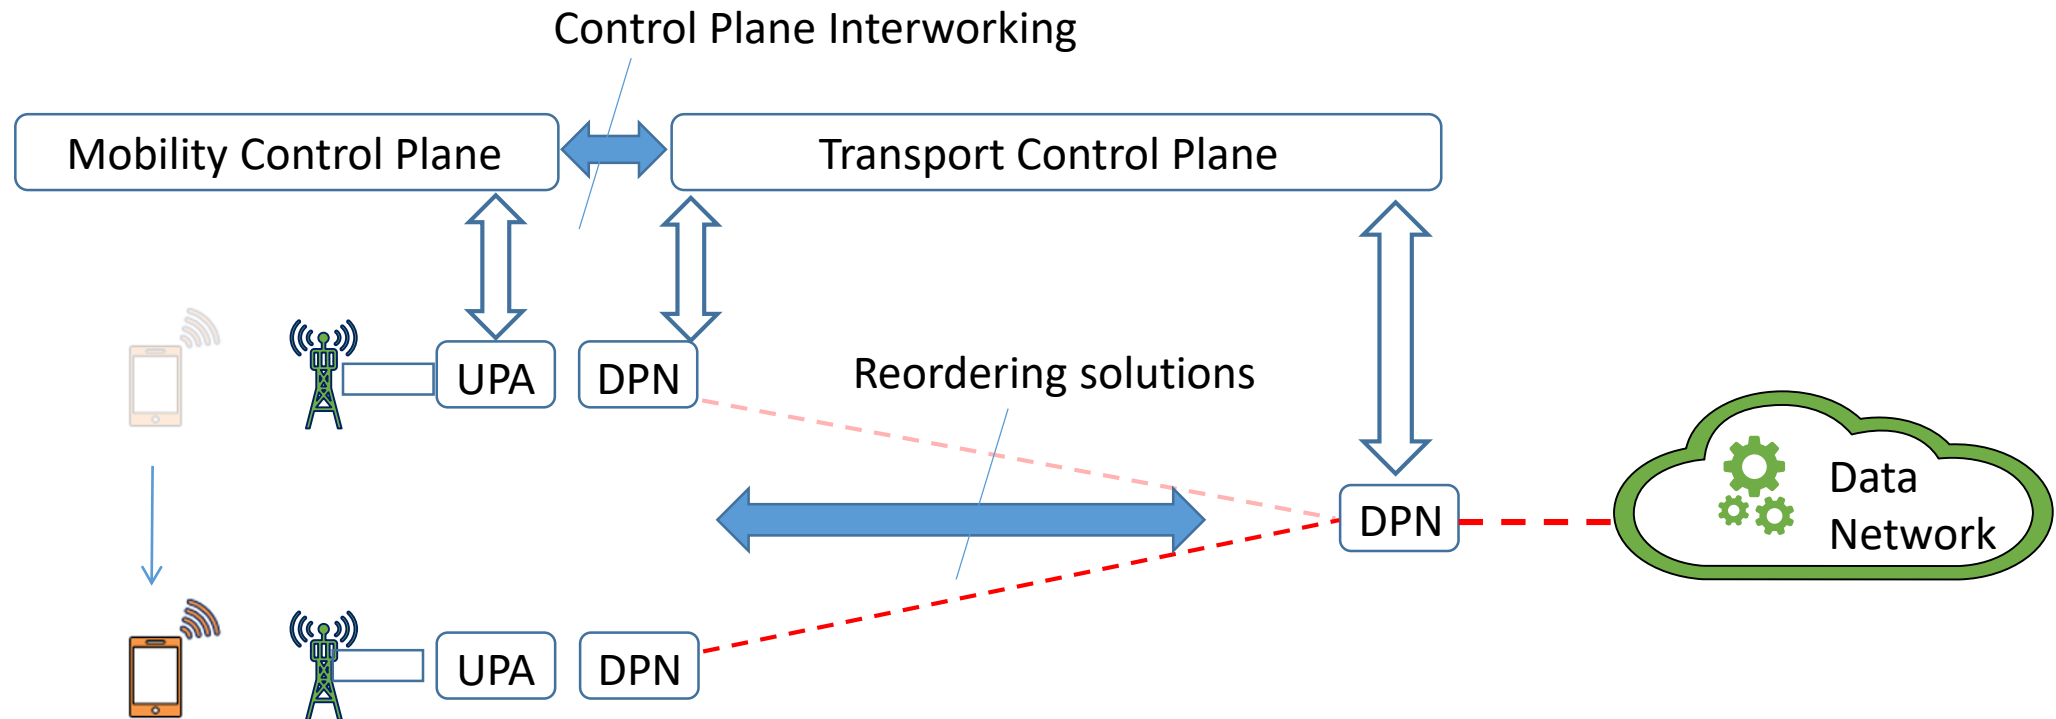 Control Plane Interworking
Mobility Control Plane
Transport Control Plane
UPA
DPN
Reordering solutions
DPN
Data
Network
UPA
DPN